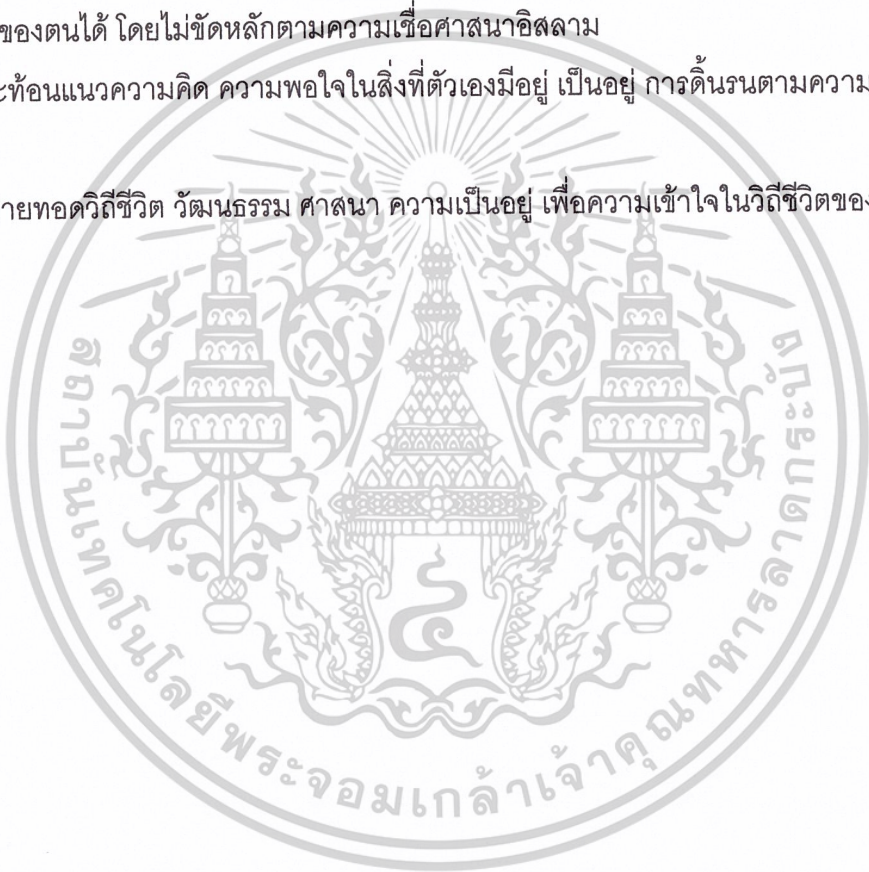 ของตนได้ โดยไม่ขัดหลักตามความเชื่อศาสนาอิสลาม
ะท้อนแนวความคิด ความพอใจในสิ่งที่ตัวเองมีอยู่ เป็นอยู่ การดิ้นรนตามความ
ายทอดวิถีชีวิต วัฒนธรรม ศาสนา ความเป็นอยู่ เพื่อความเข้าใจในวิถีชีวิตของ
สถาบันเทคโนโลยีพระจอมเกล้าเจ้าคุณทหารลาดกระบัง
๔